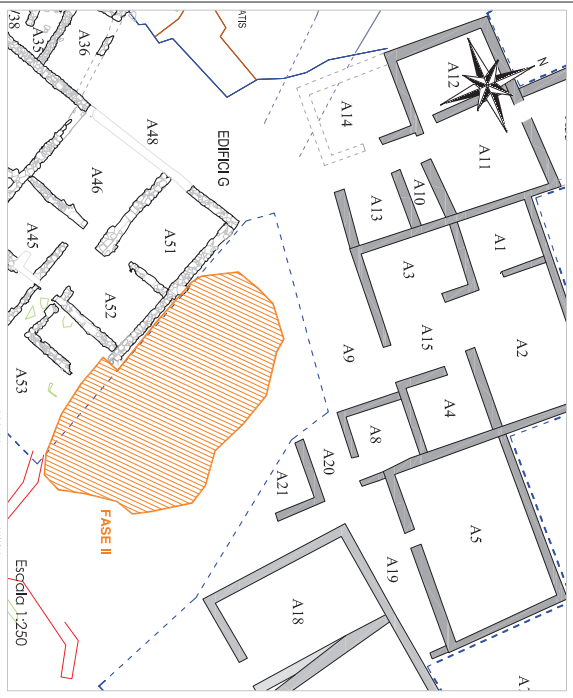 ATIS
A36
A35
/38
A48
EDIFICI G
A46
A51
A45
A52
A53
A12
N
A14
A11
A10
A13
A1
A3
A2
A15
A9
A4
A8
A20
A21
A5
A19
A18
FASE II
Escala 1:250